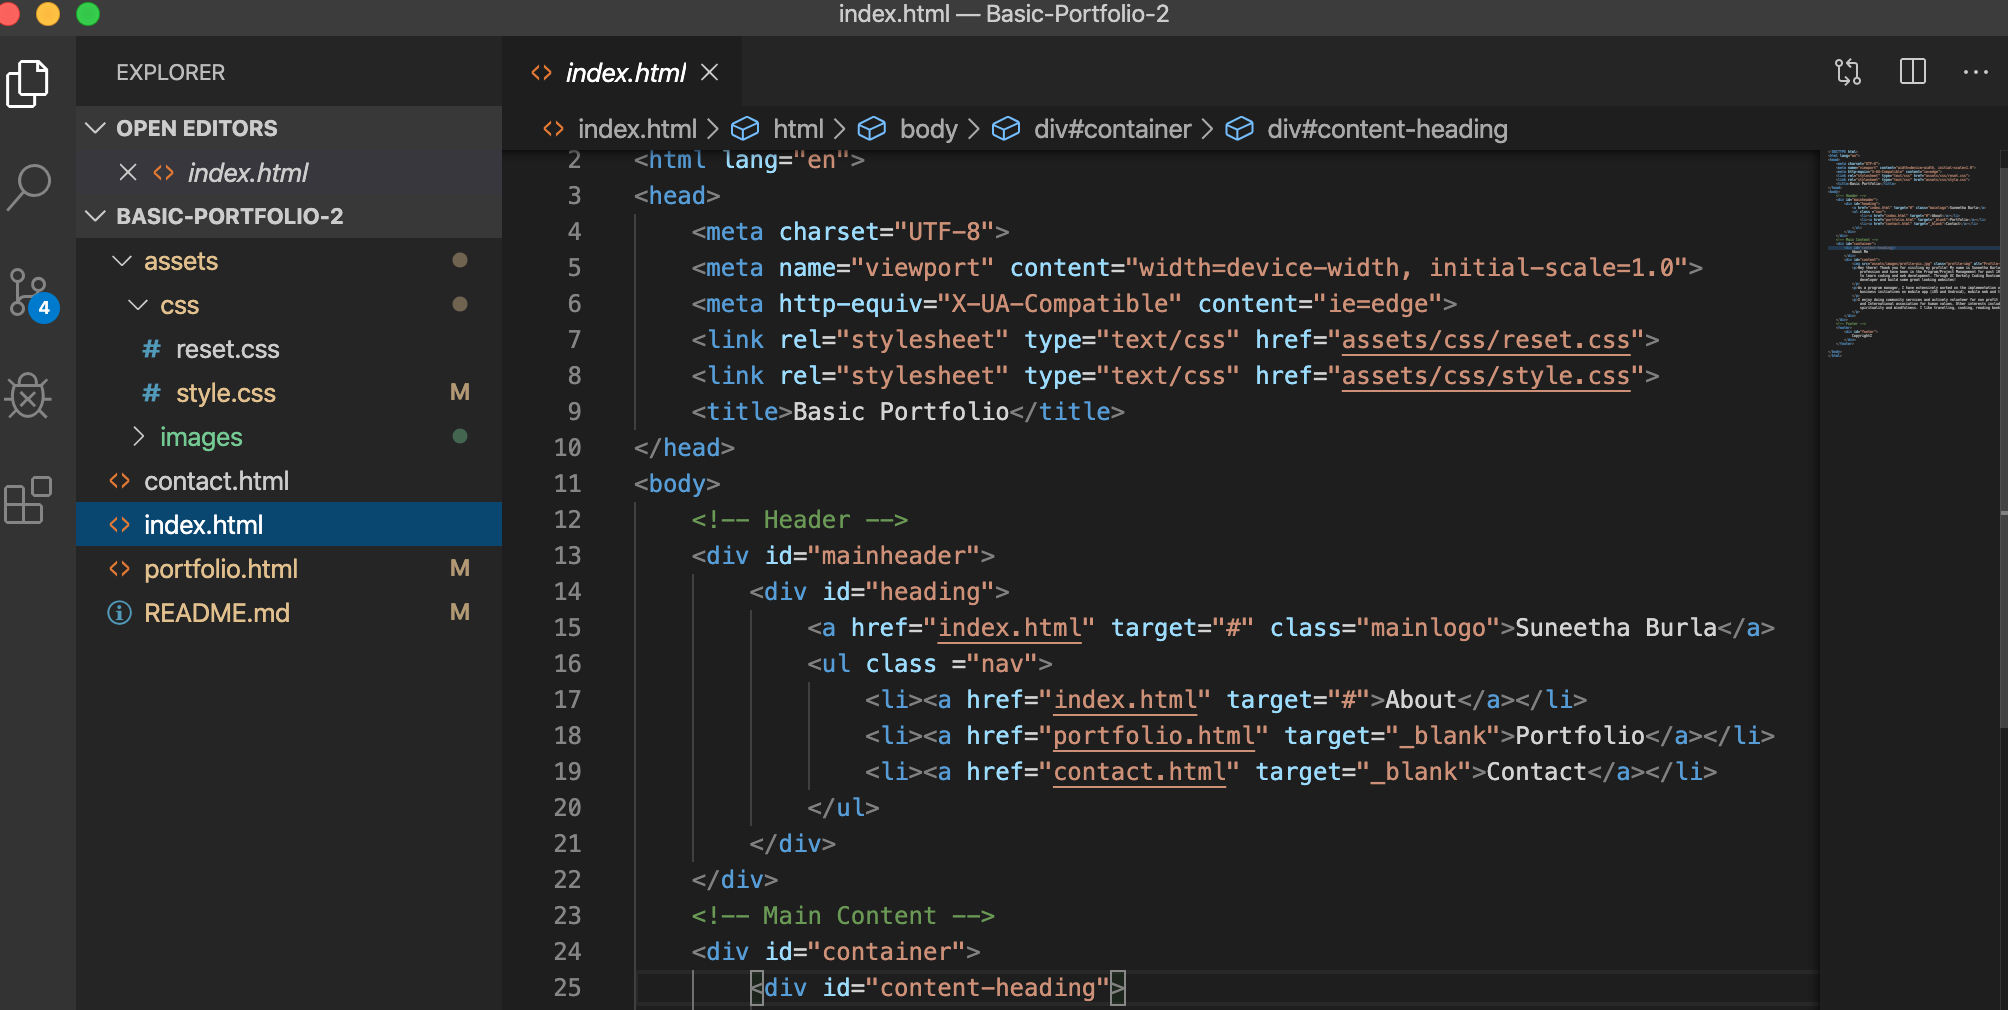 index.html — Basic-Portfolio-2
EXPLORER
OPEN EDITORS
index.html
BASIC-PORTFOLIO-2
assets
css
# reset.css
# style.css M
images
contact.html
index.html
portfolio.html M
README.md M
4
index.html
index.html > html > body > div#container > div#content-heading
2 <html lang="en">
3 <head>
4 <meta charset="UTF-8">
5 <meta name="viewport" content="width=device-width, initial-scale=1.0">
6 <meta http-equiv="X-UA-Compatible" content="ie=edge">
7 <link rel="stylesheet" type="text/css" href="assets/css/reset.css">
8 <link rel="stylesheet" type="text/css" href="assets/css/style.css">
9 <title>Basic Portfolio</title>
10 </head>
11 <body>
12 <!-- Header -->
13 <div id="mainheader">
14 <div id="heading">
15 <a href="index.html" target="#" class="mainlogo">Suneetha Burla</a>
16 <ul class ="nav">
17 <li><a href="index.html" target="#">About</a></li>
18 <li><a href="portfolio.html" target="_blank">Portfolio</a></li>
19 <li><a href="contact.html" target="_blank">Contact</a></li>
20 </ul>
21 </div>
22 </div>
23 <!-- Main Content -->
24 <div id="container">
25 <div id="content-heading">